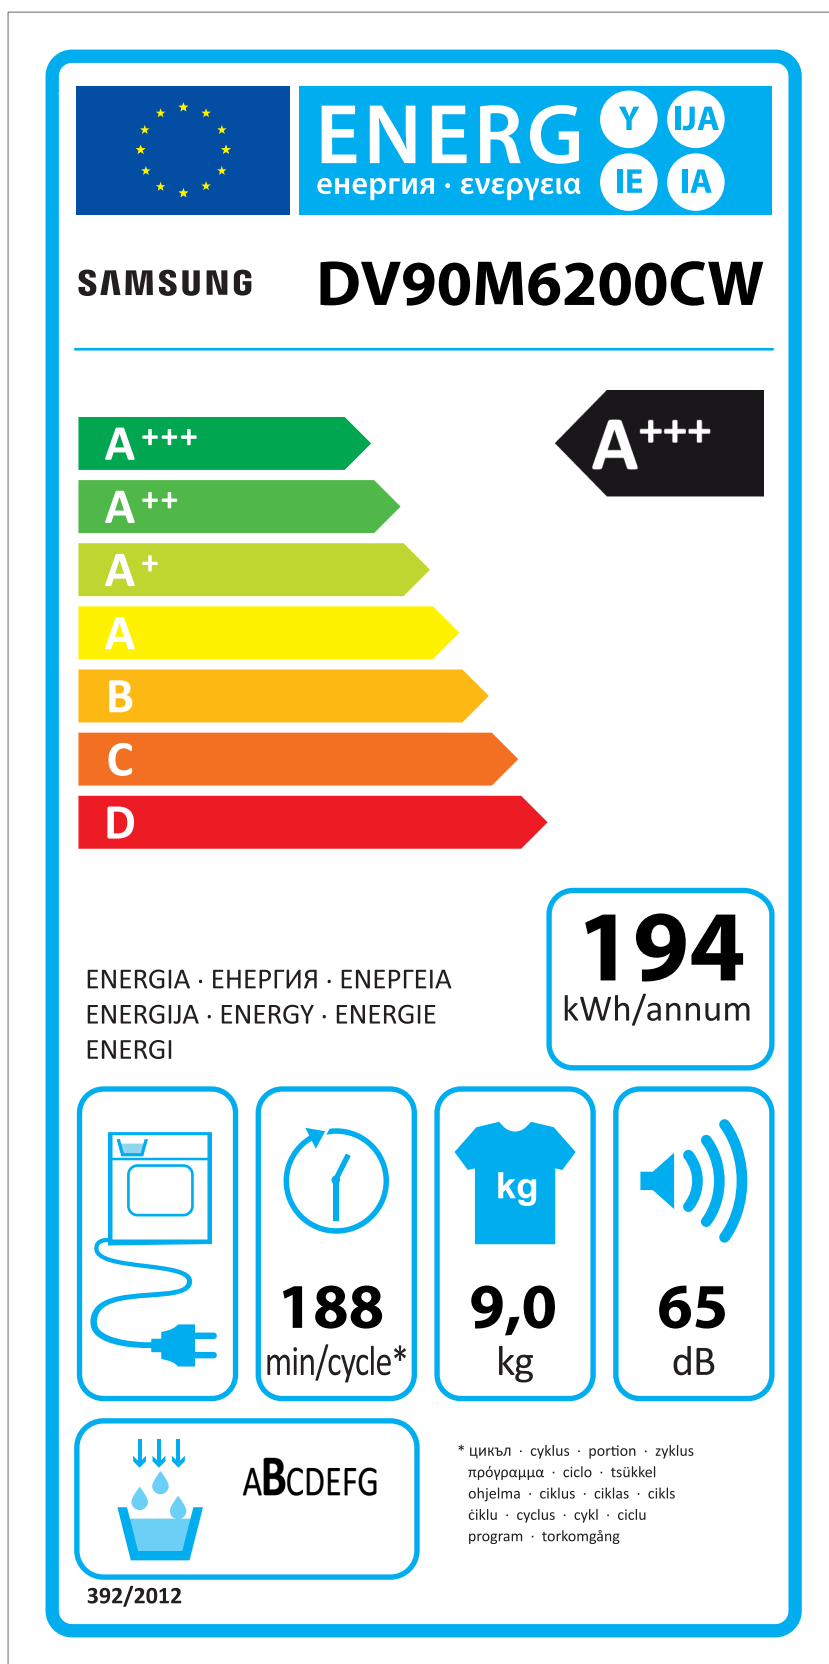 ENERG Y IJA
енергия · ενεργεια IE IA
SAMSUNG DV90M6200CW
A+++ A+++
A++
A+
A
B
C
D
194
kWh/annum
ENERGIA · ЕНЕРГИЯ · ΕΝΕΡΓΕΙΑ
ENERGIJA · ENERGY · ENERGIE
ENERGI
kg
188 9,0 65
min/cycle* kg dB
ABCDEFG
* цикъл · cyklus · portion · zyklus
πρόγραμμα · ciclo · tsükkel
ohjelma · ciklus · ciklas · cikls
ċiklu · cyclus · cykl · ciclu
program · torkomgång
392/2012